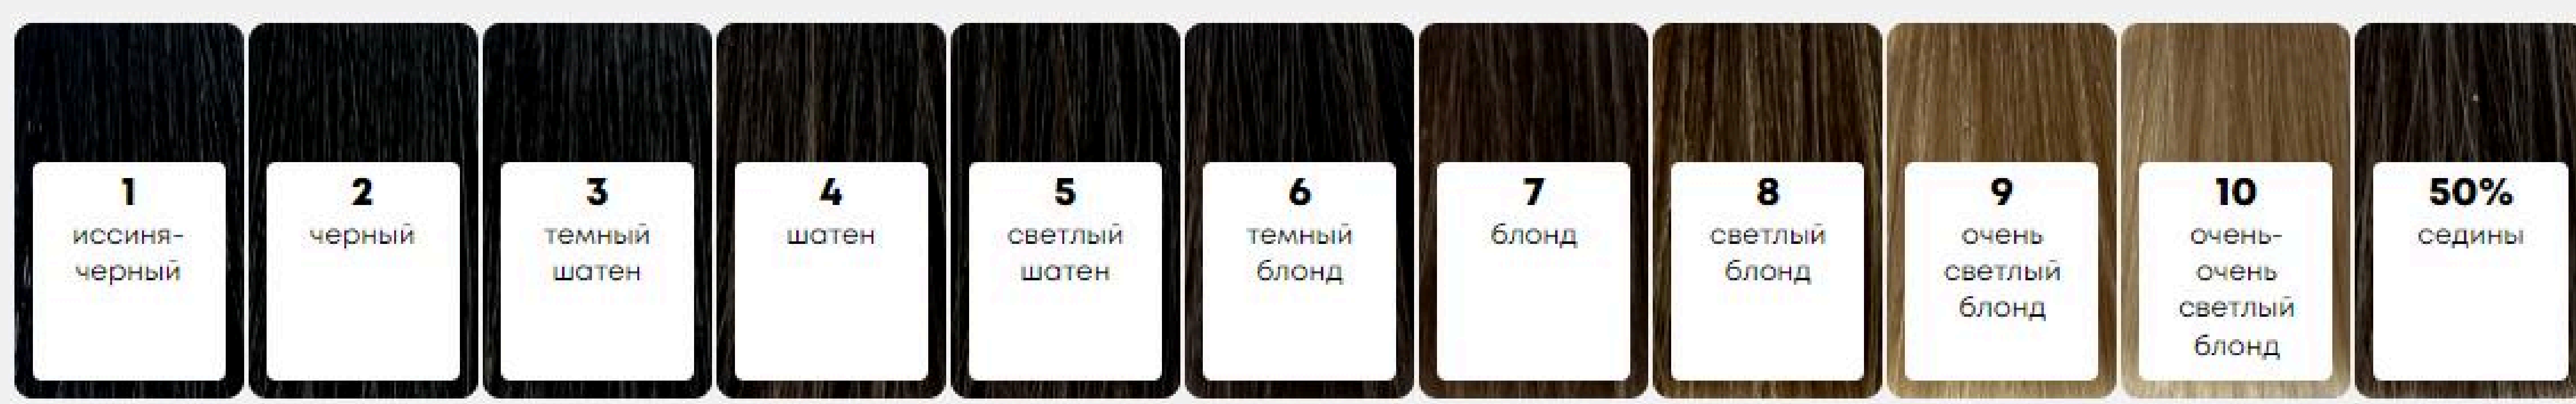 1
иссиня-
черный
2
черный
3
темный
шатен
4
шатен
5
светлый
шатен
6
темный
блонд
7
блонд
8
светлый
блонд
9
очень
светлый
блонд
10
очень-
очень
светлый
блонд
50%
седины